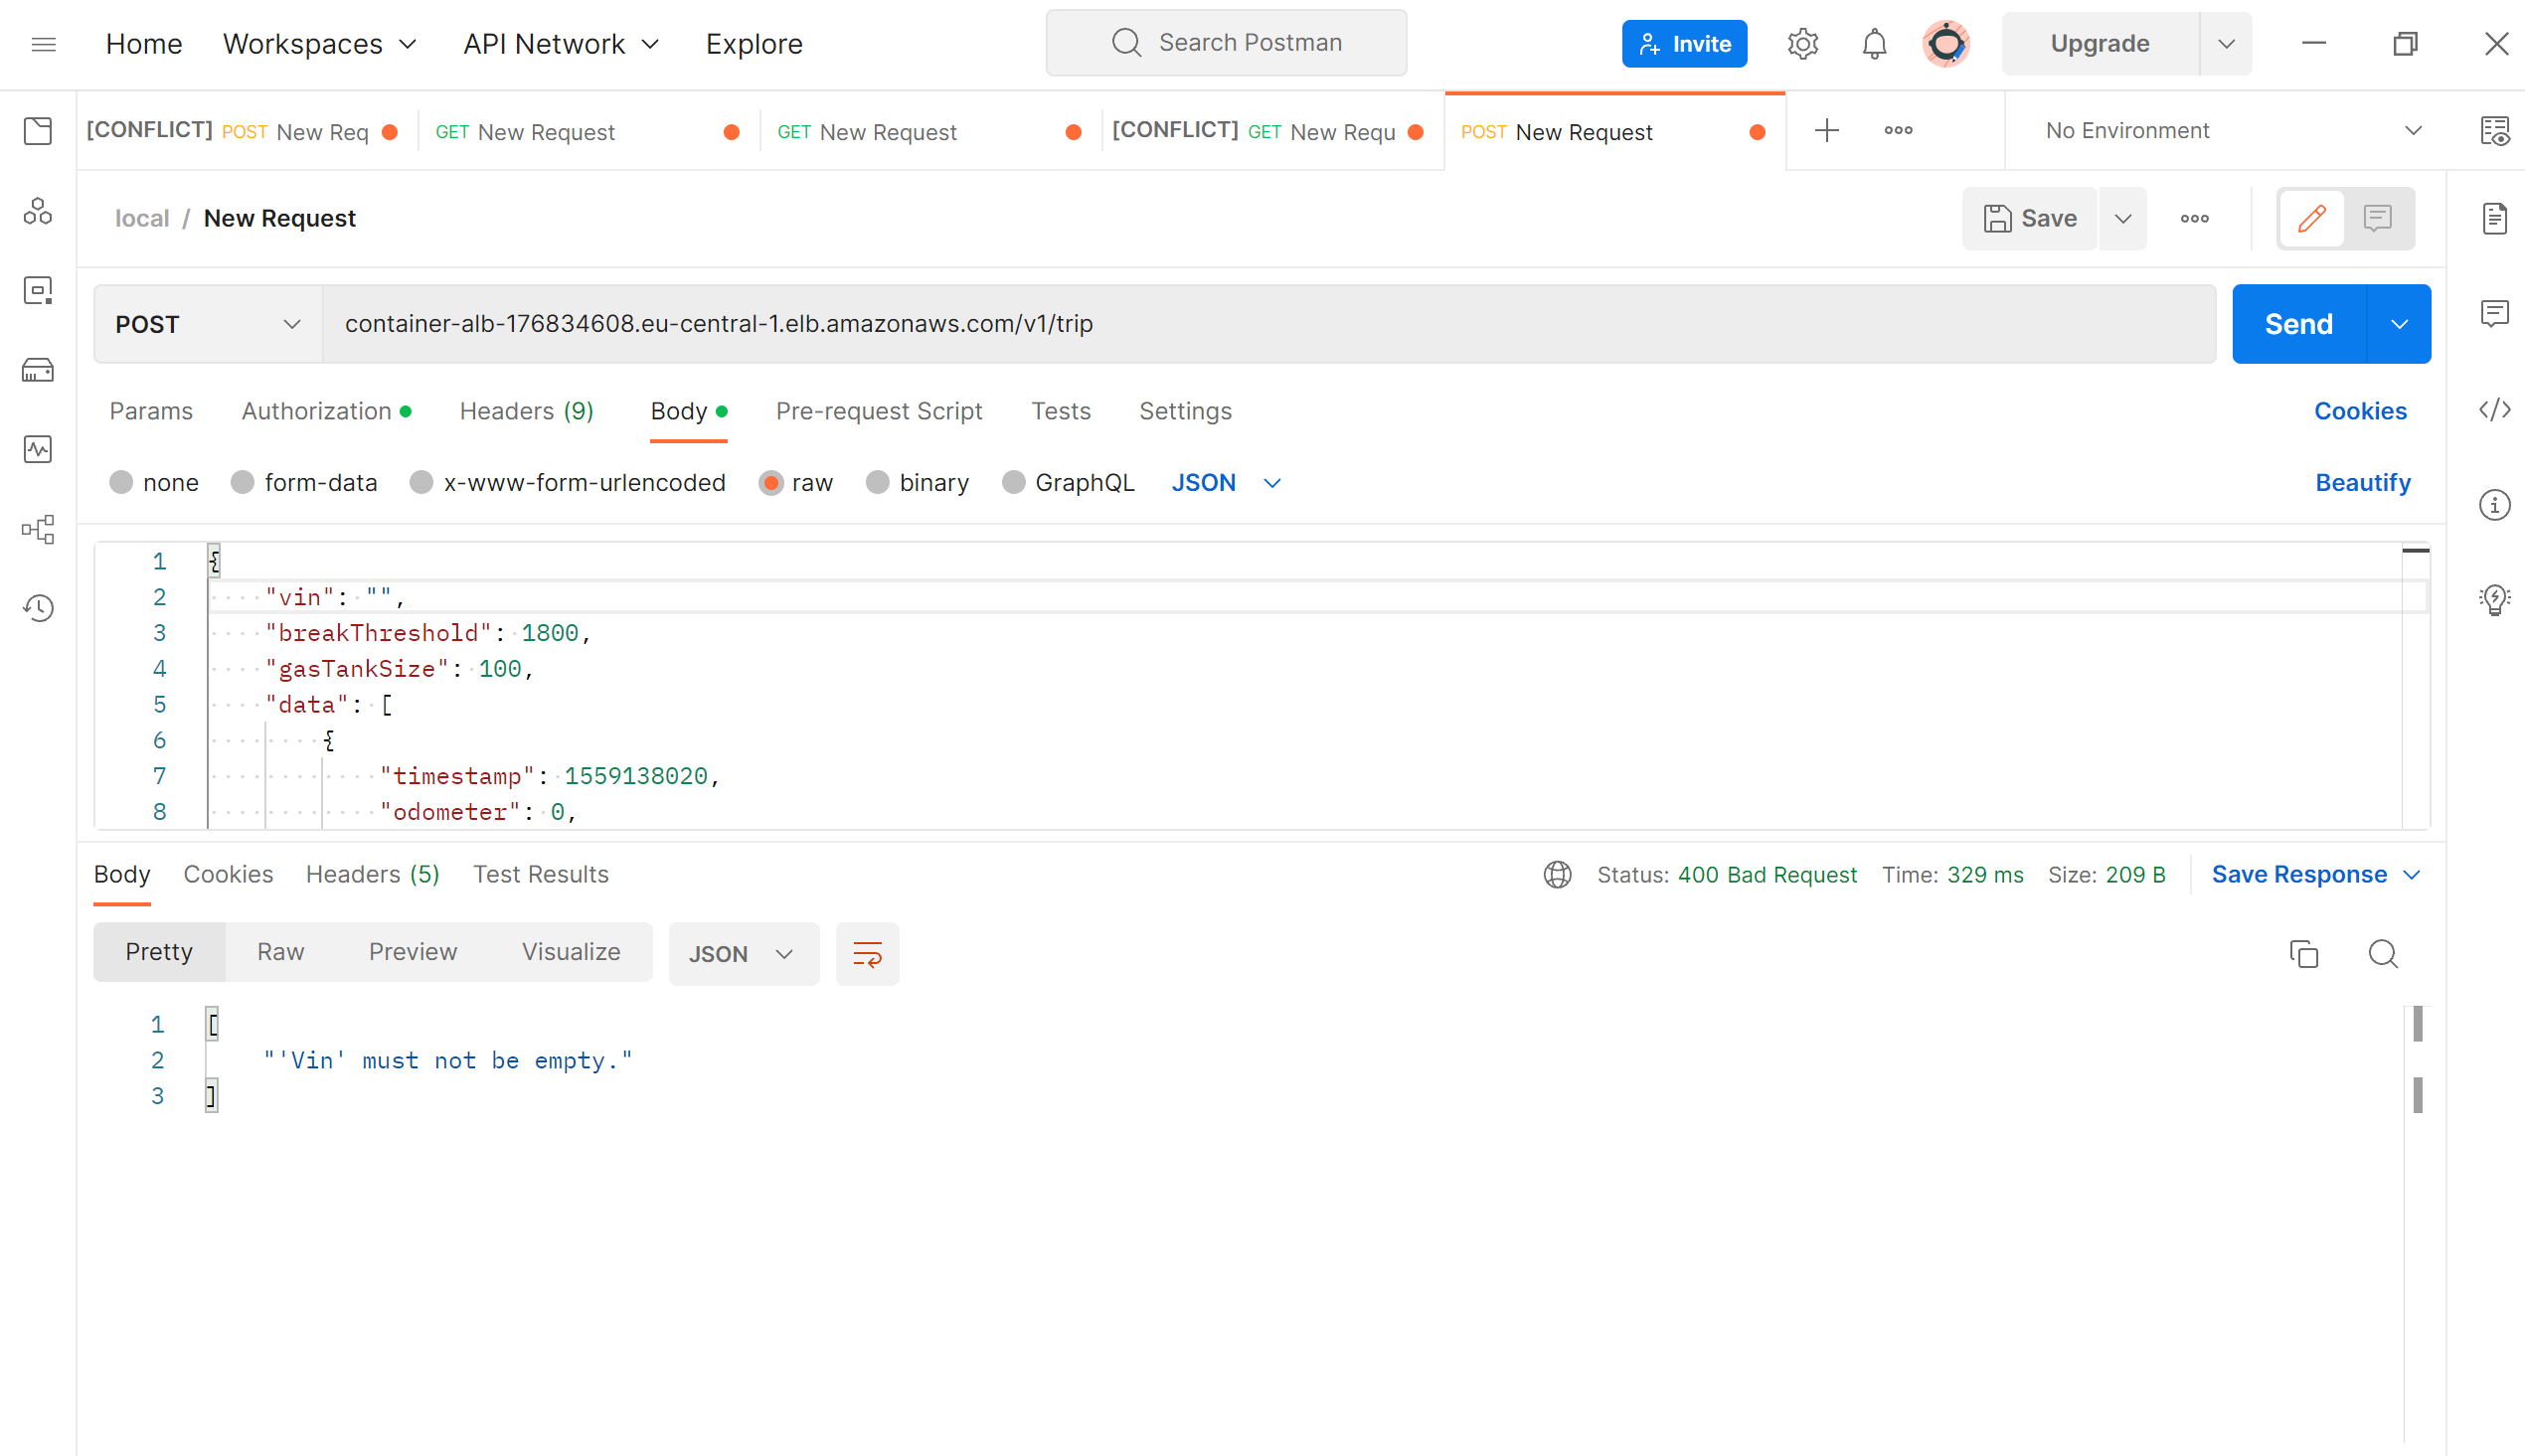 Home Workspaces API Network Explore Search Postman Invite Upgrade
[CONFLICT] POST New Req GET New Request GET New Request [CONFLICT] GET New Requ POST New Request No Environment
local / New Request Save
POST container-alb-176834608.eu-central-1.elb.amazonaws.com/v1/trip Send
Params Authorization Headers (9) Body Pre-request Script Tests Settings Cookies
none form-data x-www-form-urlencoded raw binary GraphQL JSON Beautify
1 {
2 "vin": "",
3 "breakThreshold": 1800,
4 "gasTankSize": 100,
5 "data": [
6 {
7 "timestamp": 1559138020,
8 "odometer": 0,
Body Cookies Headers (5) Test Results Status: 400 Bad Request Time: 329 ms Size: 209 B Save Response
Pretty Raw Preview Visualize JSON
1 [
2 "'Vin' must not be empty."
3 ]